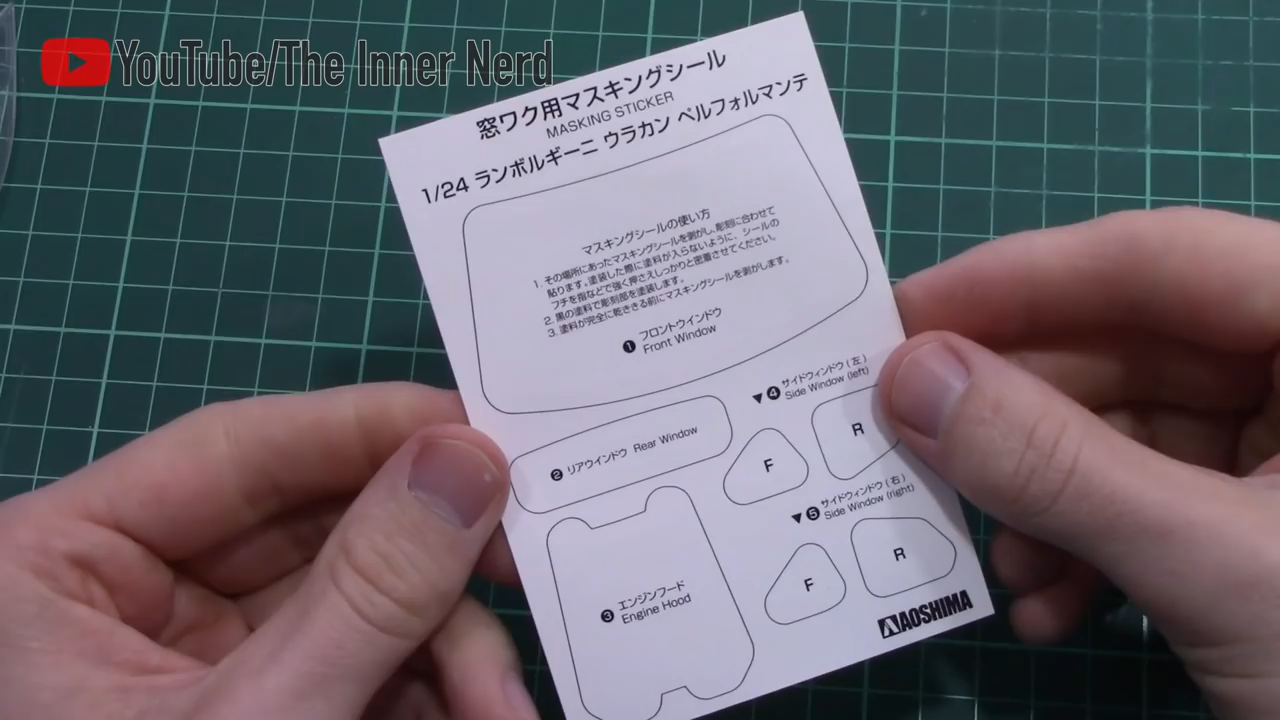 YouTube/The Inner Nerd
窓ワク用マスキングシール
MASKING STICKER
1/24 ランボルギーニ ウラカン ペルフォルマンテ
マスキングシールの使い方
1. その場所にあったマスキングシールを剥がし、彫刻に合わせて
貼ります。塗装した際に塗料が入らないように、シールの
フチを指などで強く押さえしっかりと密着させてください。
2. 黒の塗料で彫刻部を塗装します。
3. 塗料が完全に乾ききる前にマスキングシールを剥がします。
❶ フロントウインドウ
Front Window
▼❹ サイドウィンドウ(左)
Side Window (left)
F
R
❷ リアウインドウ Rear Window
▼❺ サイドウィンドウ(右)
Side Window (right)
F
R
❸ エンジンフード
Engine Hood
AOSHIMA